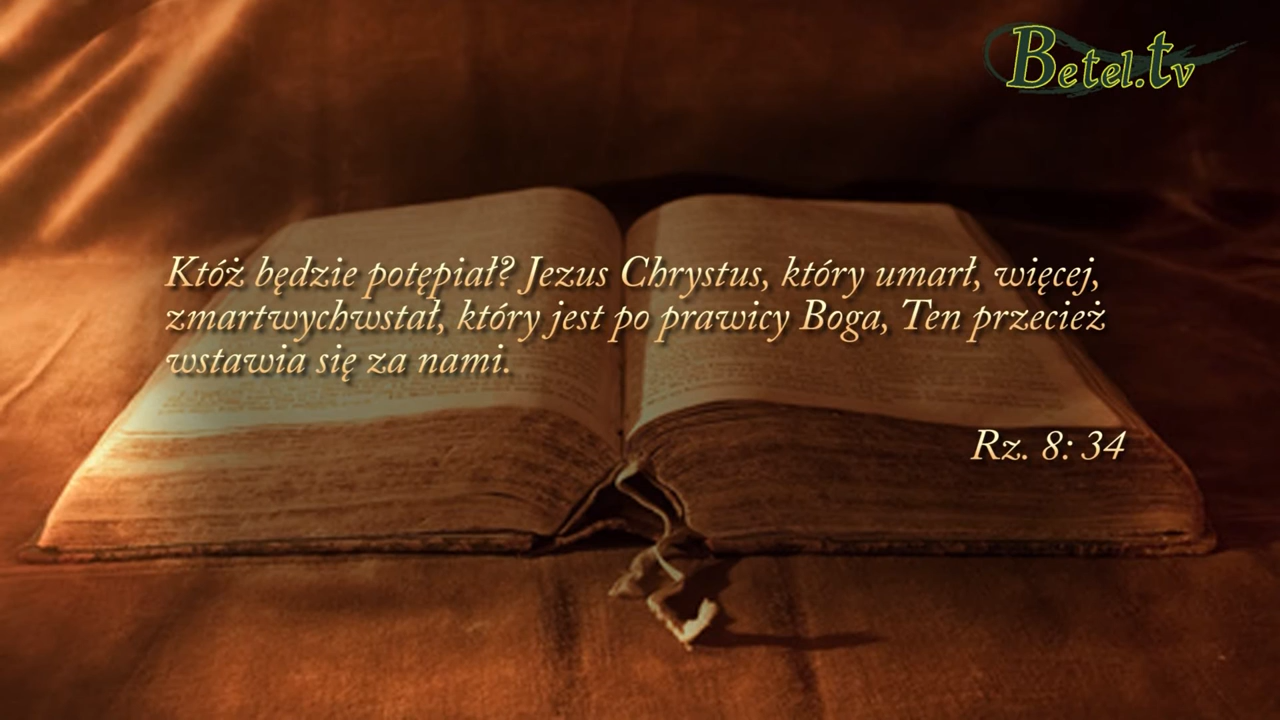 Betel.tv
Któż będzie potępiał? Jezus Chrystus, który umarł, więcej,
zmartwychwstał, który jest po prawicy Boga, Ten przecież
wstawia się za nami.
Rz. 8: 34